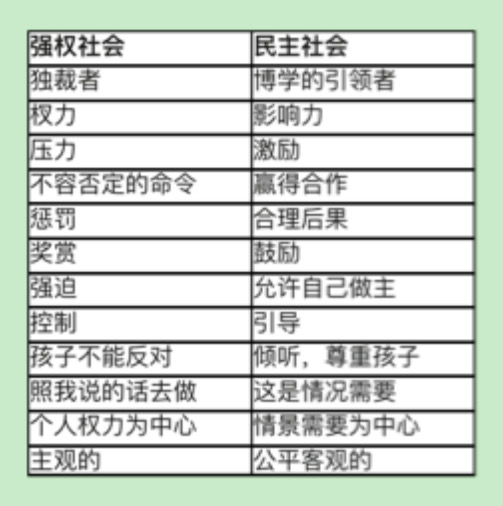 强权社会 民主社会
独裁者 博学的引领者
权力 影响力
压力 激励
不容否定的命令 赢得合作
惩罚 合理后果
奖赏 鼓励
强迫 允许自己做主
控制 引导
孩子不能反对 倾听，尊重孩子
照我说的话去做 这是情况需要
个人权力为中心 情景需要为中心
主观的 公平客观的